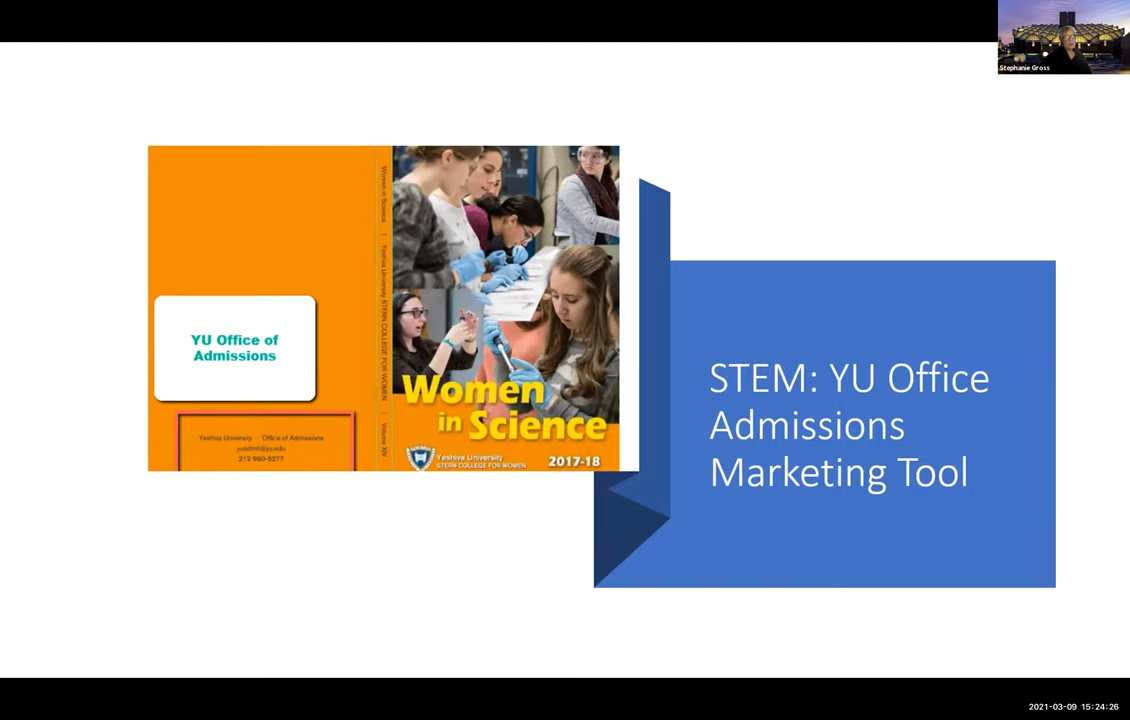 Stephanie Gross
Women in Science | Yeshiva University STERN COLLEGE FOR WOMEN | Volume XIV
YU Office of
Admissions
Yeshiva University Office of Admissions
yuadmit@yu.edu
212-960-5277
Women
in Science
Yeshiva University
STERN COLLEGE FOR WOMEN
2017-18
STEM: YU Office
Admissions
Marketing Tool
2021-03-09 15:24:26